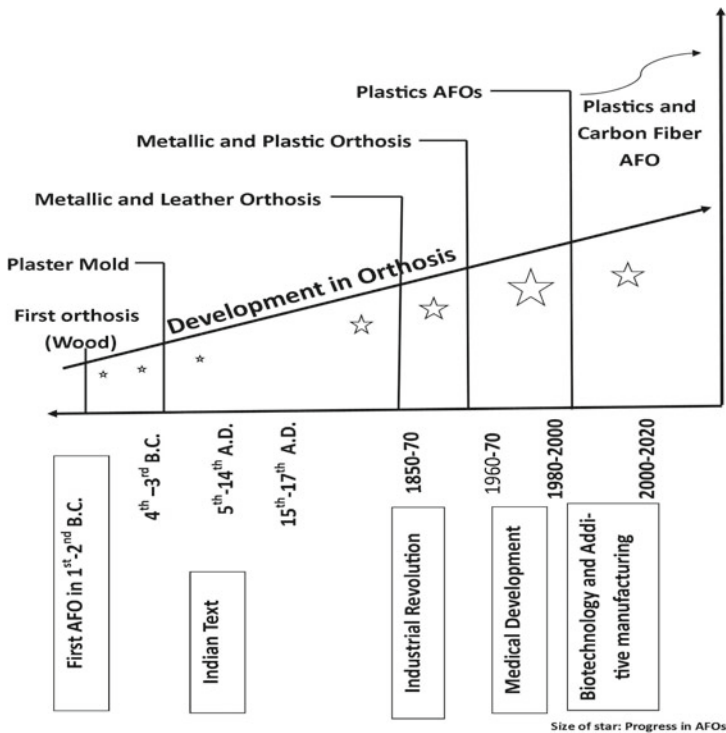 Plastics AFOs
Plastics and
Carbon Fiber
AFO
Metallic and Plastic Orthosis
Metallic and Leather Orthosis
Plaster Mold
Development in Orthosis
First orthosis
(Wood)
4th –3rd B.C.
5th-14th A.D.
15th-17th A.D.
1850-70
1960-70
1980-2000
2000-2020
First AFO in 1st-2nd B.C.
Indian Text
Industrial Revolution
Medical Development
Biotechnology and Addi-
tive manufacturing
Size of star: Progress in AFOs